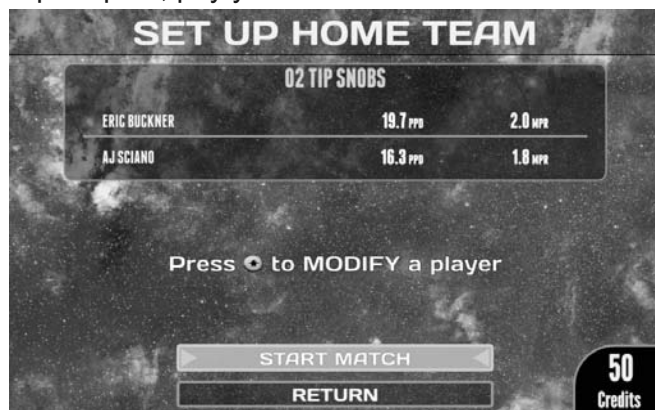 SET UP HOME TEAM
02 TIP SNOBS
ERIC BUCKNER 19.7 PPD 2.0 MPR
AJ SCIANO 16.3 PPD 1.8 MPR
Press to MODIFY a player
START MATCH
RETURN
50
Credits